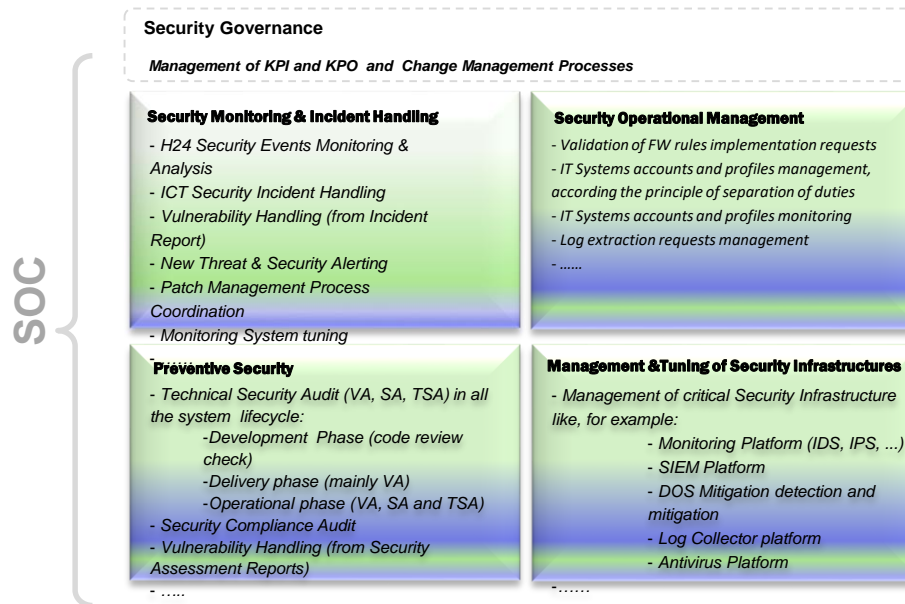 SOC
Security Governance
Management of KPI and KPO and Change Management Processes
Security Monitoring & Incident Handling
- H24 Security Events Monitoring &
Analysis
- ICT Security Incident Handling
- Vulnerability Handling (from Incident
Report)
- New Threat & Security Alerting
- Patch Management Process
Coordination
- Monitoring System tuning
- ......
Security Operational Management
- Validation of FW rules implementation requests
- IT Systems accounts and profiles management,
according the principle of separation of duties
- IT Systems accounts and profiles monitoring
- Log extraction requests management
- ......
Preventive Security
- Technical Security Audit (VA, SA, TSA) in all
the system lifecycle:
-Development Phase (code review
check)
-Delivery phase (mainly VA)
-Operational phase (VA, SA and TSA)
- Security Compliance Audit
- Vulnerability Handling (from Security
Assessment Reports)
- .....
Management &Tuning of Security Infrastructures
- Management of critical Security Infrastructure
like, for example:
- Monitoring Platform (IDS, IPS, ...)
- SIEM Platform
- DOS Mitigation detection and
mitigation
- Log Collector platform
- Antivirus Platform
-......